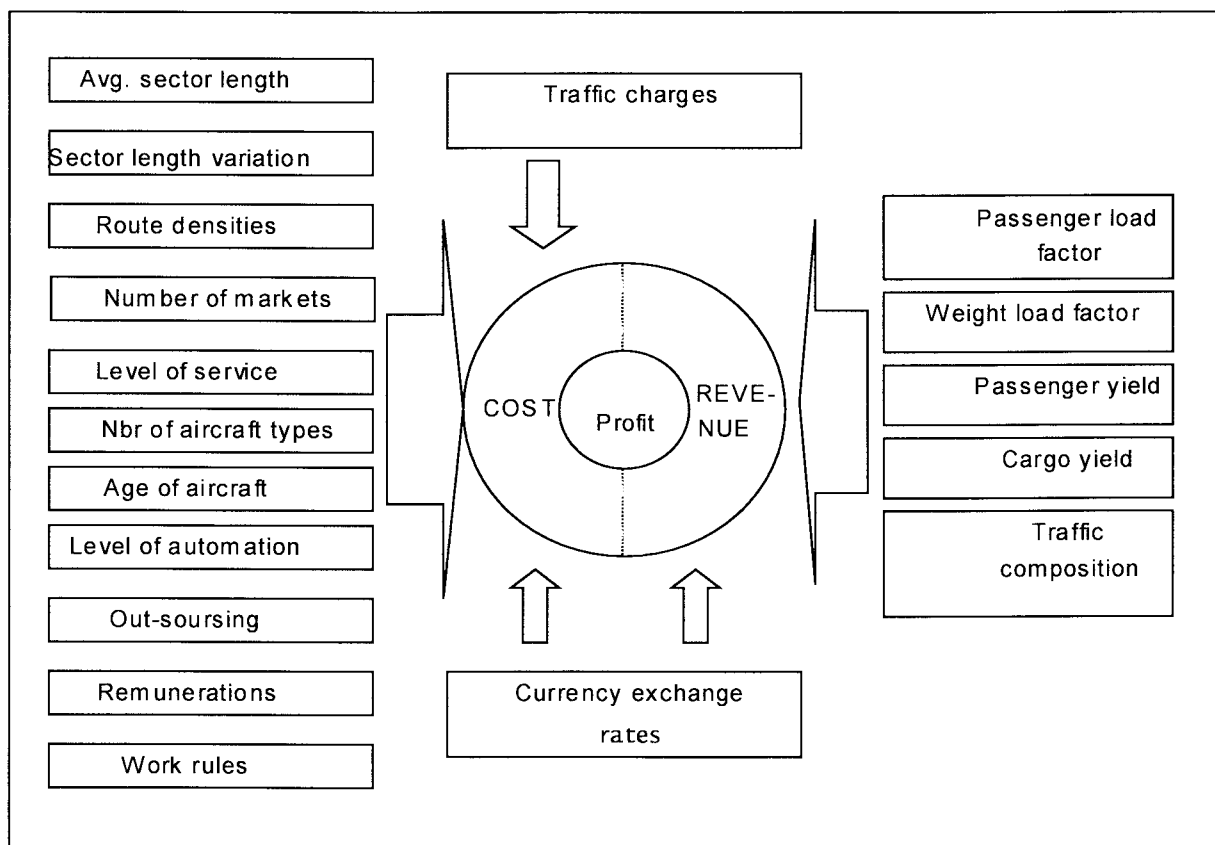 Avg. sector length
Sector length variation
Route densities
Number of markets
Level of service
Nbr of aircraft types
Age of aircraft
Level of automation
Out-soursing
Remunerations
Work rules
Traffic charges
COST
Profit
REVE-
NUE
Currency exchange
rates
Passenger load
factor
Weight load factor
Passenger yield
Cargo yield
Traffic
composition